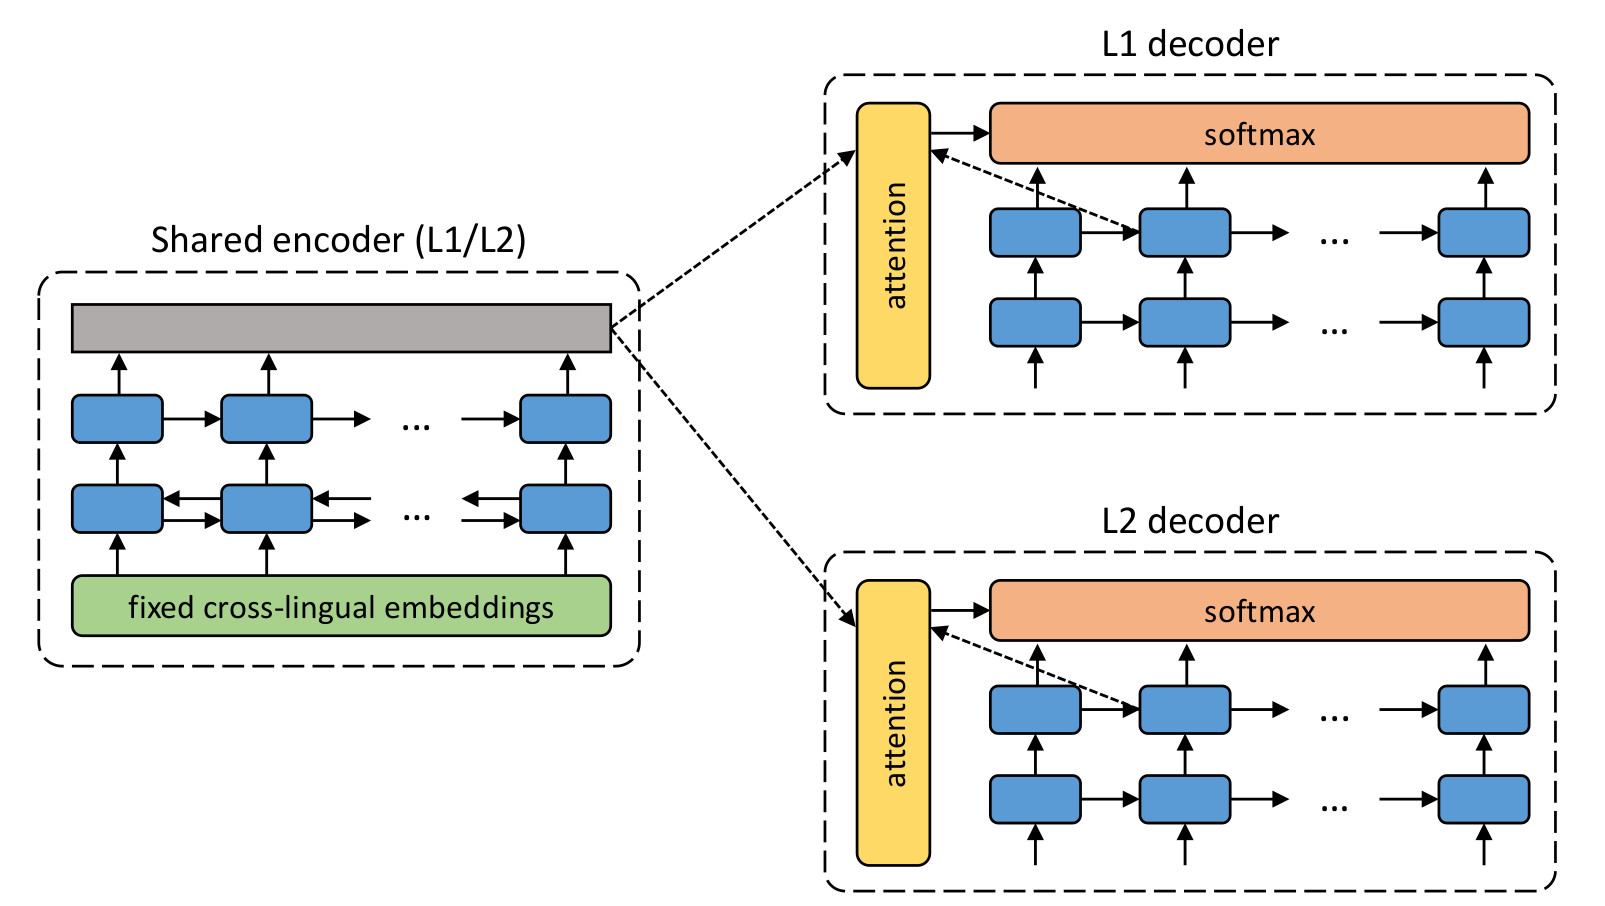 Shared encoder (L1/L2)
...
...
fixed cross-lingual embeddings
L1 decoder
attention
softmax
...
...
L2 decoder
attention
softmax
...
...